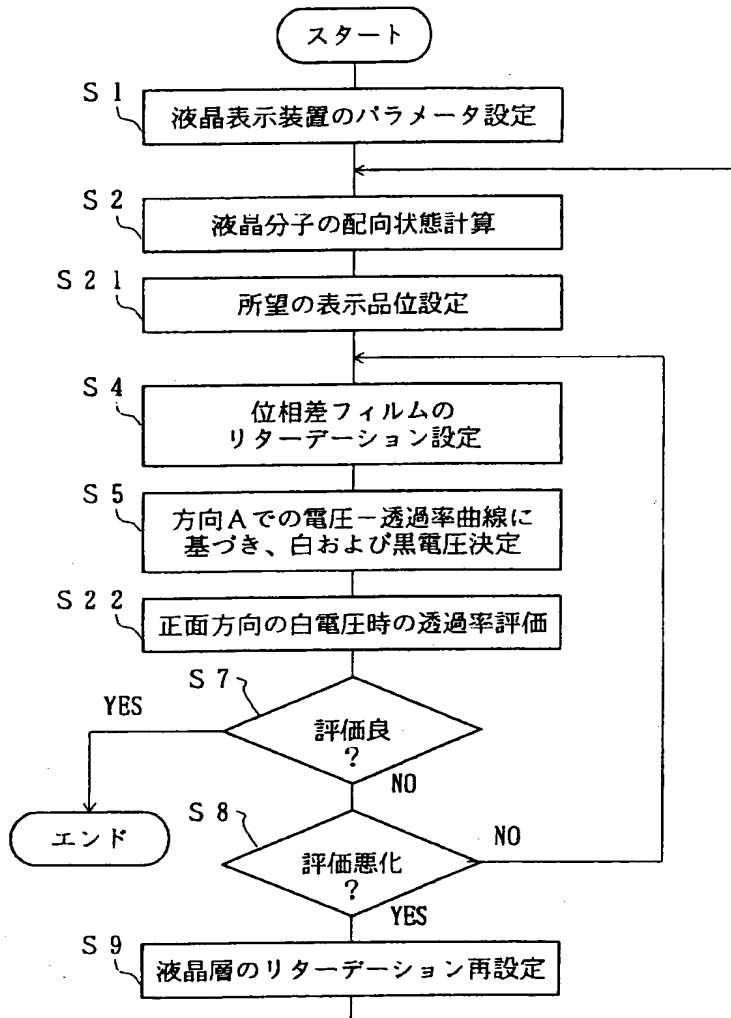 スタート
S 1
液晶表示装置のパラメータ設定
S 2
液晶分子の配向状態計算
S 2 1
所望の表示品位設定
S 4
位相差フィルムの
リターデーション設定
S 5
方向Aでの電圧－透過率曲線に
基づき、白および黒電圧決定
S 2 2
正面方向の白電圧時の透過率評価
S 7
YES
評価良
?
NO
エンド
S 8
NO
評価悪化
?
YES
S 9
液晶層のリターデーション再設定